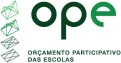 ope
ORÇAMENTO PARTICIPATIVO
DAS ESCOLAS